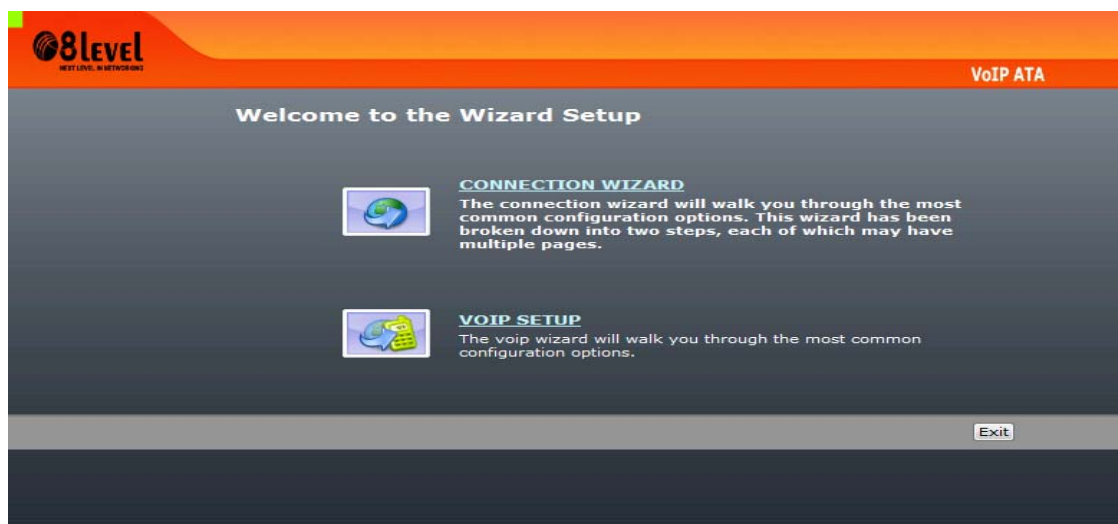 8level
NEXT LEVEL IN NETWORKING
VoIP ATA
Welcome to the Wizard Setup
CONNECTION WIZARD
The connection wizard will walk you through the most
common configuration options. This wizard has been
broken down into two steps, each of which may have
multiple pages.
VOIP SETUP
The voip wizard will walk you through the most common
configuration options.
Exit